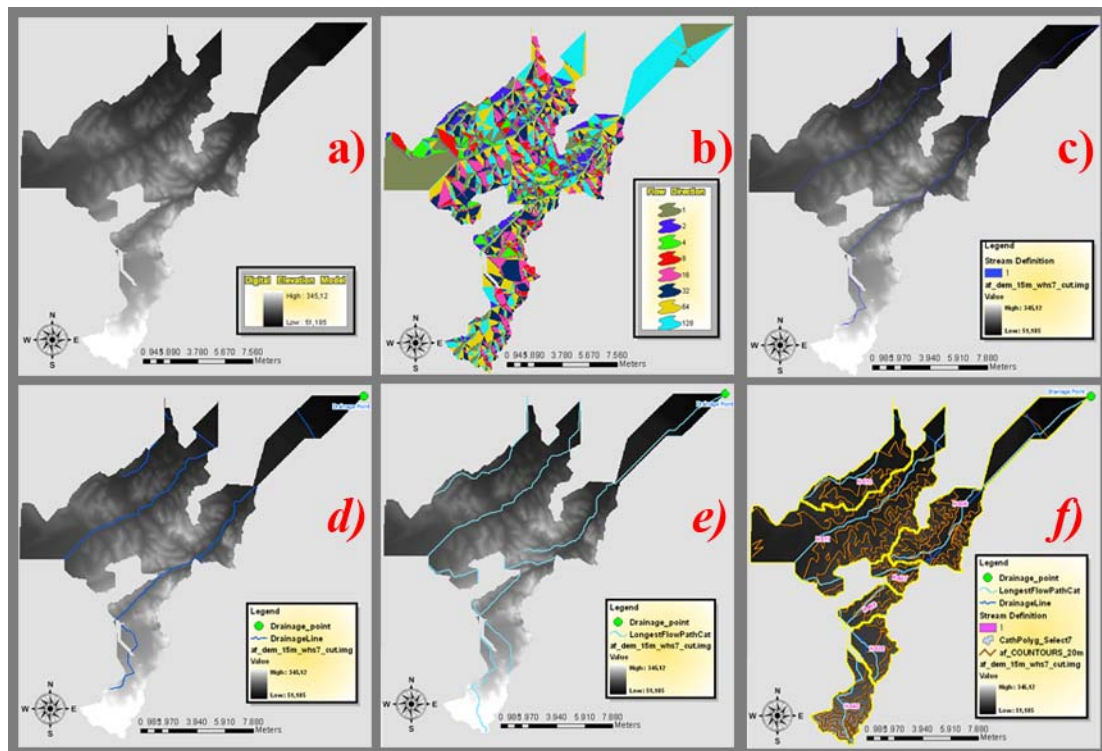 a)
Digital Elevation Model
High : 345,12
Low : 51,185
N
W E
S
0 945 1.890 3.780 5.670 7.560
Meters
b)
Flow Direction
1
2
4
8
16
32
64
128
N
W E
S
0 945 1.890 3.780 5.670 7.560
Meters
c)
Legend
Stream Definition
1
af_dem_15m_whs7_cut.img
Value
High : 345,12
Low : 51,185
N
W E
S
0 985 1.970 3.940 5.910 7.880
Meters
Drainage Point
d)
Legend
Drainage_point
DrainageLine
af_dem_15m_whs7_cut.img
Value
High : 345,12
Low : 51,185
N
W E
S
0 985 1.970 3.940 5.910 7.880
Meters
Drainage Point
e)
Legend
Drainage_point
LongestFlowPathCat
af_dem_15m_whs7_cut.img
Value
High : 345,12
Low : 51,185
N
W E
S
0 985 1.970 3.940 5.910 7.880
Meters
Drainage Point
f)
Legend
Drainage_point
LongestFlowPathCat
DrainageLine
Stream Definition
1
CathPolyg_Select7
af_COUNTOURS_20m
af_dem_15m_whs7_cut.img
Value
High : 345,12
Low : 51,185
N
W E
S
0 985 1.970 3.940 5.910 7.880
Meters